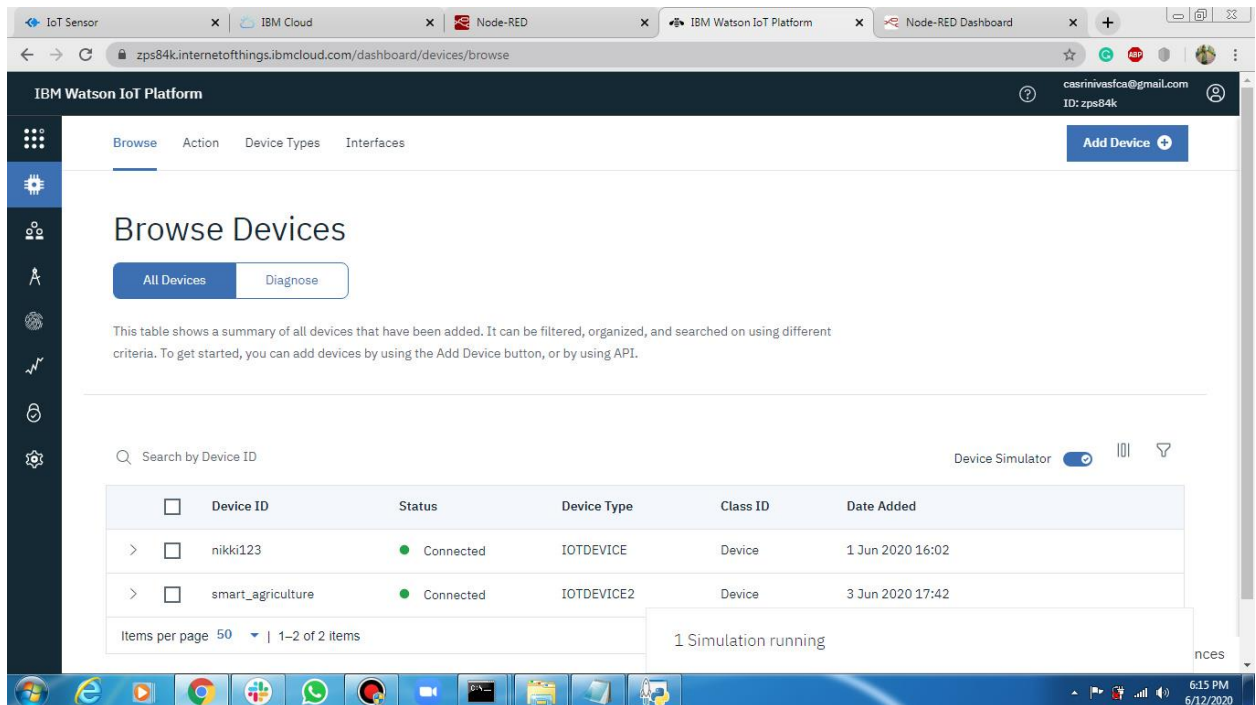 IoT Sensor
IBM Cloud
Node-RED
IBM Watson IoT Platform
Node-RED Dashboard
zps84k.internetofthings.ibmcloud.com/dashboard/devices/browse
ABP
IBM Watson IoT Platform
casrinivasfca@gmail.com
ID: zps84k
Browse Action Device Types Interfaces
Add Device
Browse Devices
All Devices Diagnose
This table shows a summary of all devices that have been added. It can be filtered, organized, and searched on using different
criteria. To get started, you can add devices by using the Add Device button, or by using API.
Search by Device ID
Device Simulator
Device ID Status Device Type Class ID Date Added
nikki123 Connected IOTDEVICE Device 1 Jun 2020 16:02
smart_agriculture Connected IOTDEVICE2 Device 3 Jun 2020 17:42
Items per page 50 | 1–2 of 2 items
1 Simulation running
nces
6:15 PM
6/12/2020